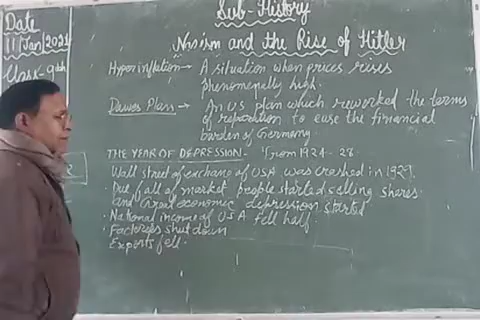 Date
Sub-History
11/Jan/2021
Nazism and the Rise of Hitler
Class-9th
Hyperinflation → A situation when prices rises
phenomenally high.
Dawes Plan → An US plan which reworked the terms
of reparation to ease the financial
burden of Germany.
THE YEAR OF DEPRESSION - From 1924 - 28.
Wall street of exchange of USA was crashed in 1929.
. Due fall of market people started selling shares
and Great economic depression started
. National income of USA fell half.
. Factories shut down
Exports fell.